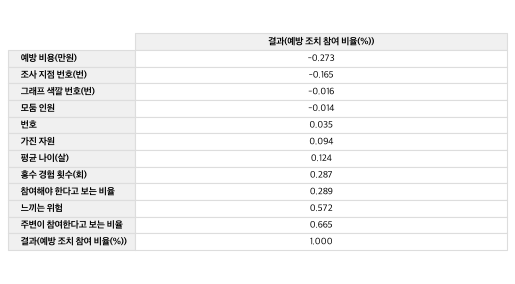 결과(예방 조치 참여 비율(%))
예방 비용(만원) -0.273
조사 지점 번호(번) -0.165
그래프 색깔 번호(번) -0.016
모둠 인원 -0.014
번호 0.035
가진 자원 0.094
평균 나이(살) 0.124
홍수 경험 횟수(회) 0.287
참여해야 한다고 보는 비율 0.289
느끼는 위험 0.572
주변이 참여한다고 보는 비율 0.665
결과(예방 조치 참여 비율(%)) 1.000